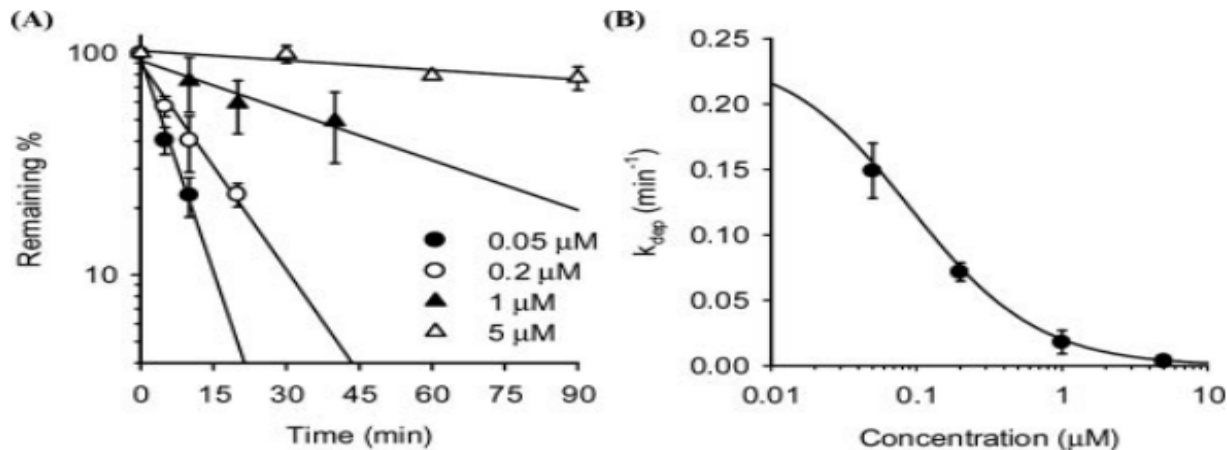 (A)
100
10
Remaining %
0.05 μM
0.2 μM
1 μM
5 μM
0 15 30 45 60 75 90
Time (min)
(B)
0.25
0.20
0.15
0.10
0.05
0.00
k_dep (min⁻¹)
0.01 0.1 1 10
Concentration (μM)